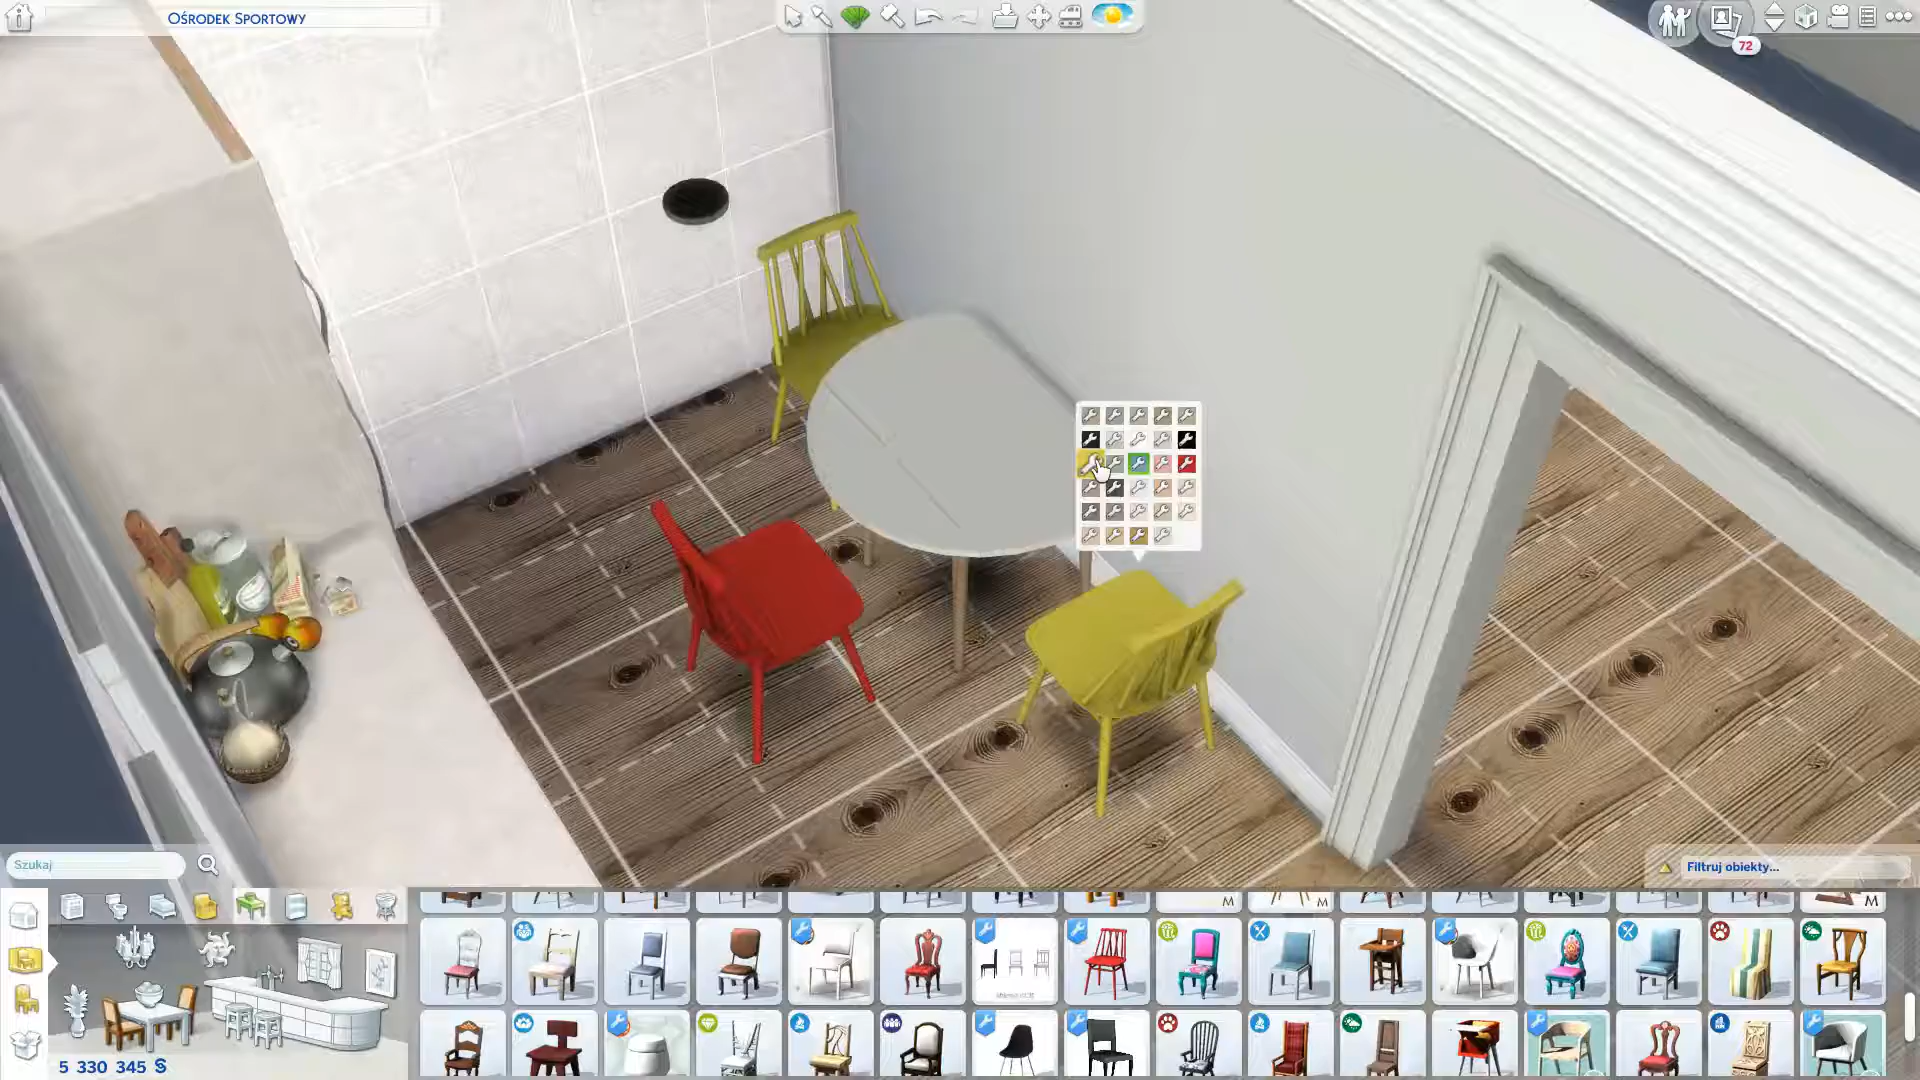 Ośrodek Sportowy
72
Szukaj
Filtruj obiekty...
M
M
M
5 330 345 §